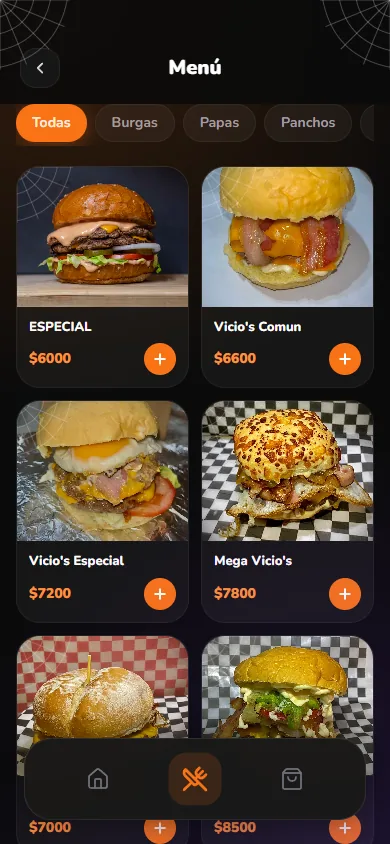 Menú
Todas
Burgas
Papas
Panchos
ESPECIAL
Vicio's Comun
$6000
$6600
Vicio's Especial
Mega Vicio's
$7200
$7800
$7000
$8500